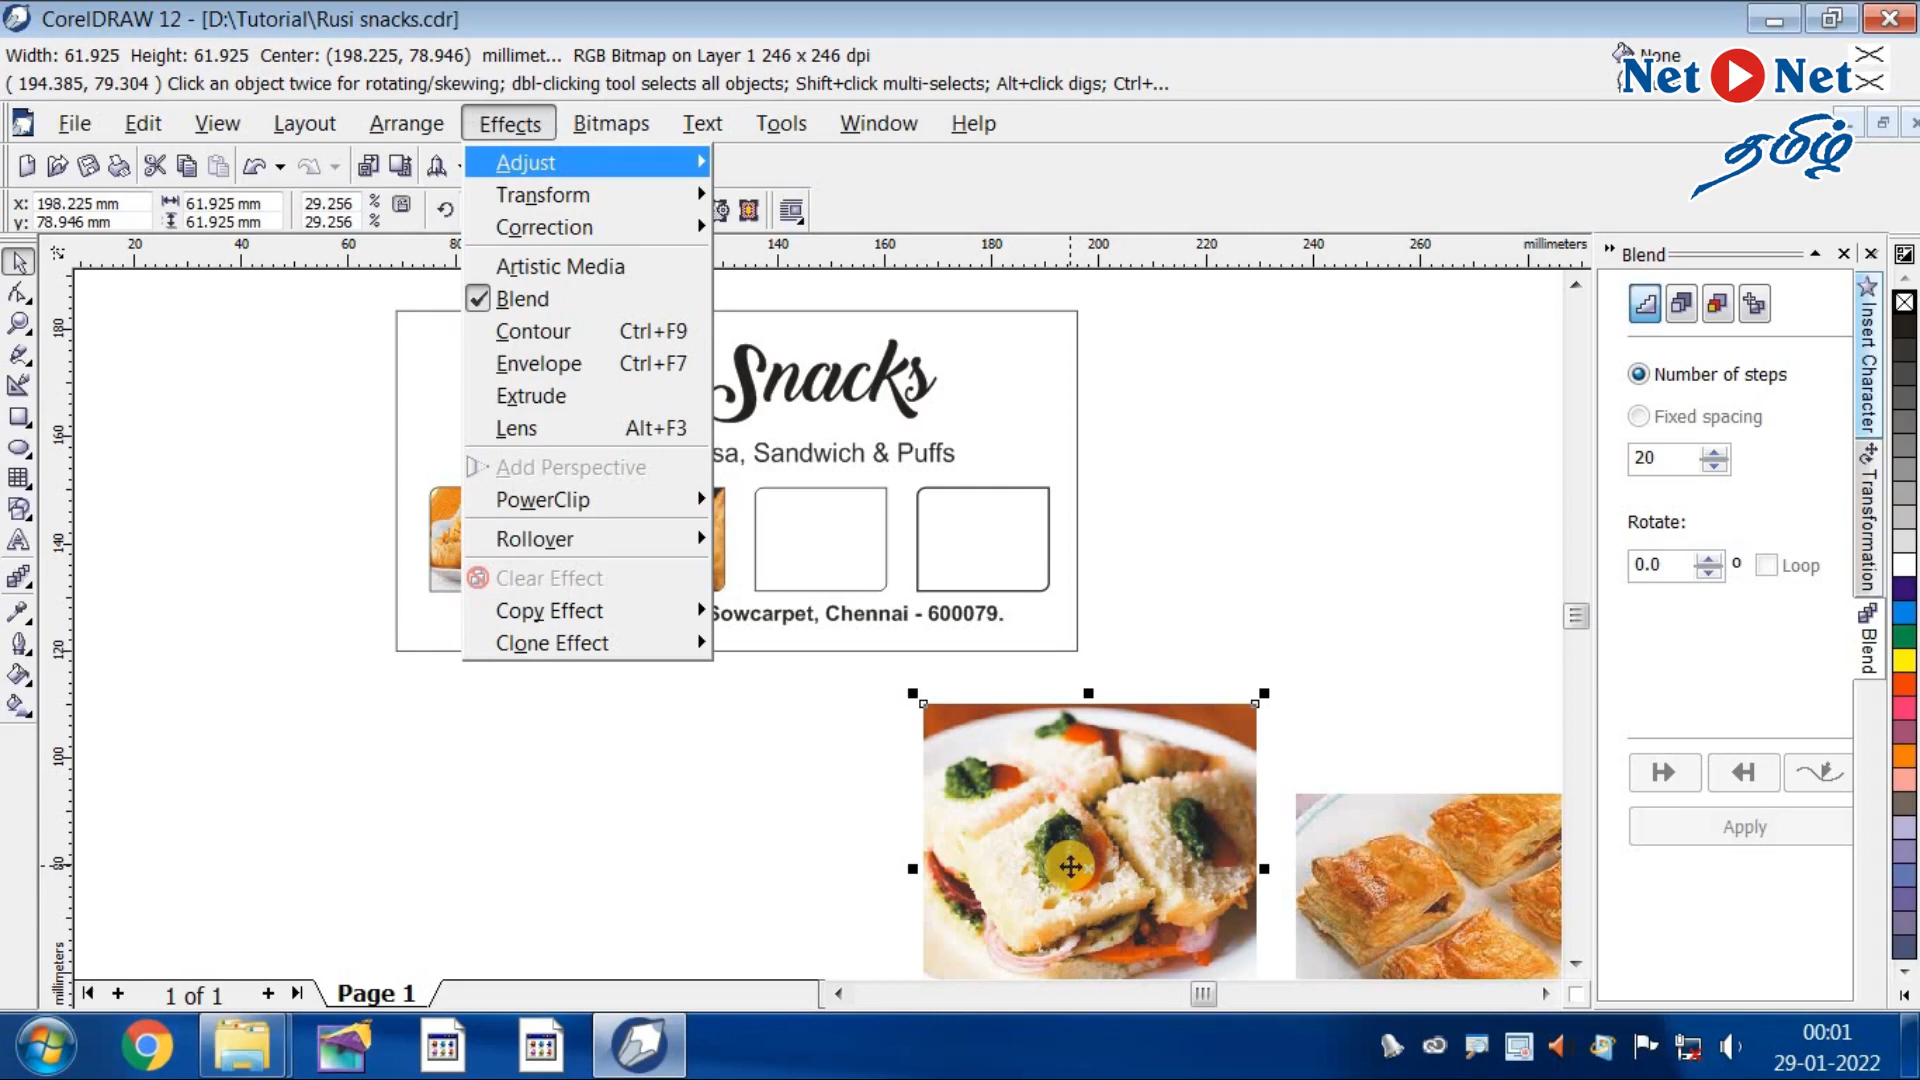 CorelDRAW 12 - [D:\Tutorial\Rusi snacks.cdr]
Width: 61.925 Height: 61.925 Center: (198.225, 78.946) millimet... RGB Bitmap on Layer 1 246 x 246 dpi
None
( 194.385, 79.304 ) Click an object twice for rotating/skewing; dbl-clicking tool selects all objects; Shift+click multi-selects; Alt+click digs; Ctrl+...
Net Net
தமிழ்
File Edit View Layout Arrange Effects Bitmaps Text Tools Window Help
x: 198.225 mm 61.925 mm 29.256 %
y: 78.946 mm 61.925 mm 29.256 %
20 40 60 80 140 160 180 200 220 240 260 millimeters
180
160
140
120
100
80
millimeters
Adjust
Transform
Correction
Artistic Media
Blend
Contour Ctrl+F9
Envelope Ctrl+F7
Extrude
Lens Alt+F3
Add Perspective
PowerClip
Rollover
Clear Effect
Copy Effect
Clone Effect
Snacks
sa, Sandwich & Puffs
Sowcarpet, Chennai - 600079.
Blend
Number of steps
Fixed spacing
20
Rotate:
0.0 o Loop
Apply
Insert Character
Transformation
Blend
1 of 1
Page 1
00:01
29-01-2022